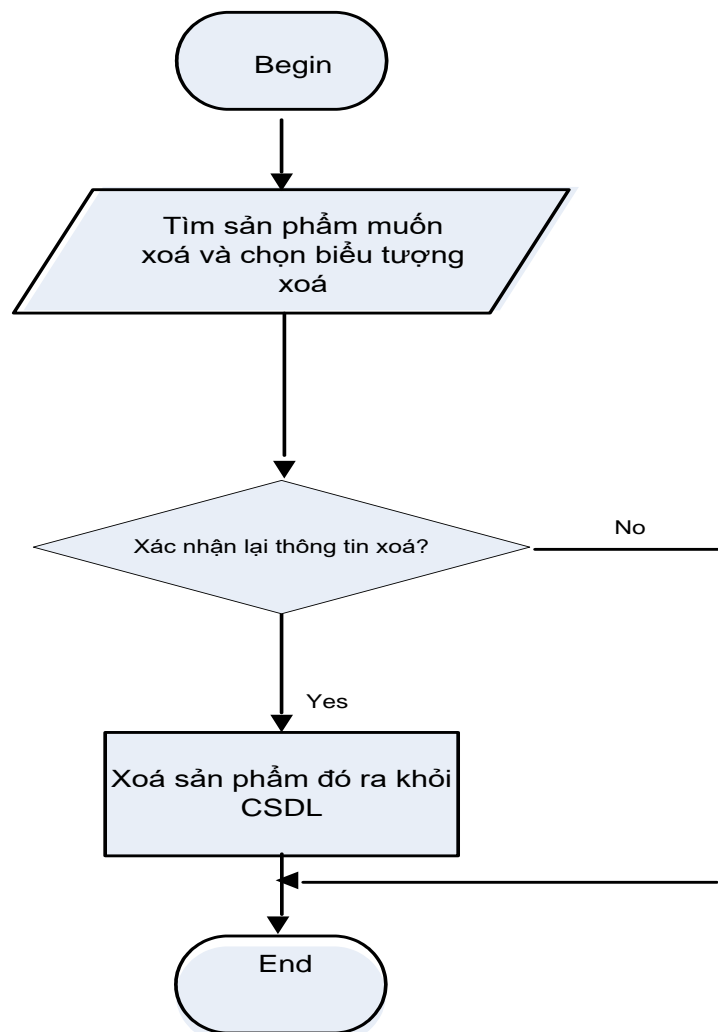 Begin
Tìm sản phẩm muốn
xoá và chọn biểu tượng
xoá
Xác nhận lại thông tin xoá?
No
Yes
Xoá sản phẩm đó ra khỏi
CSDL
End